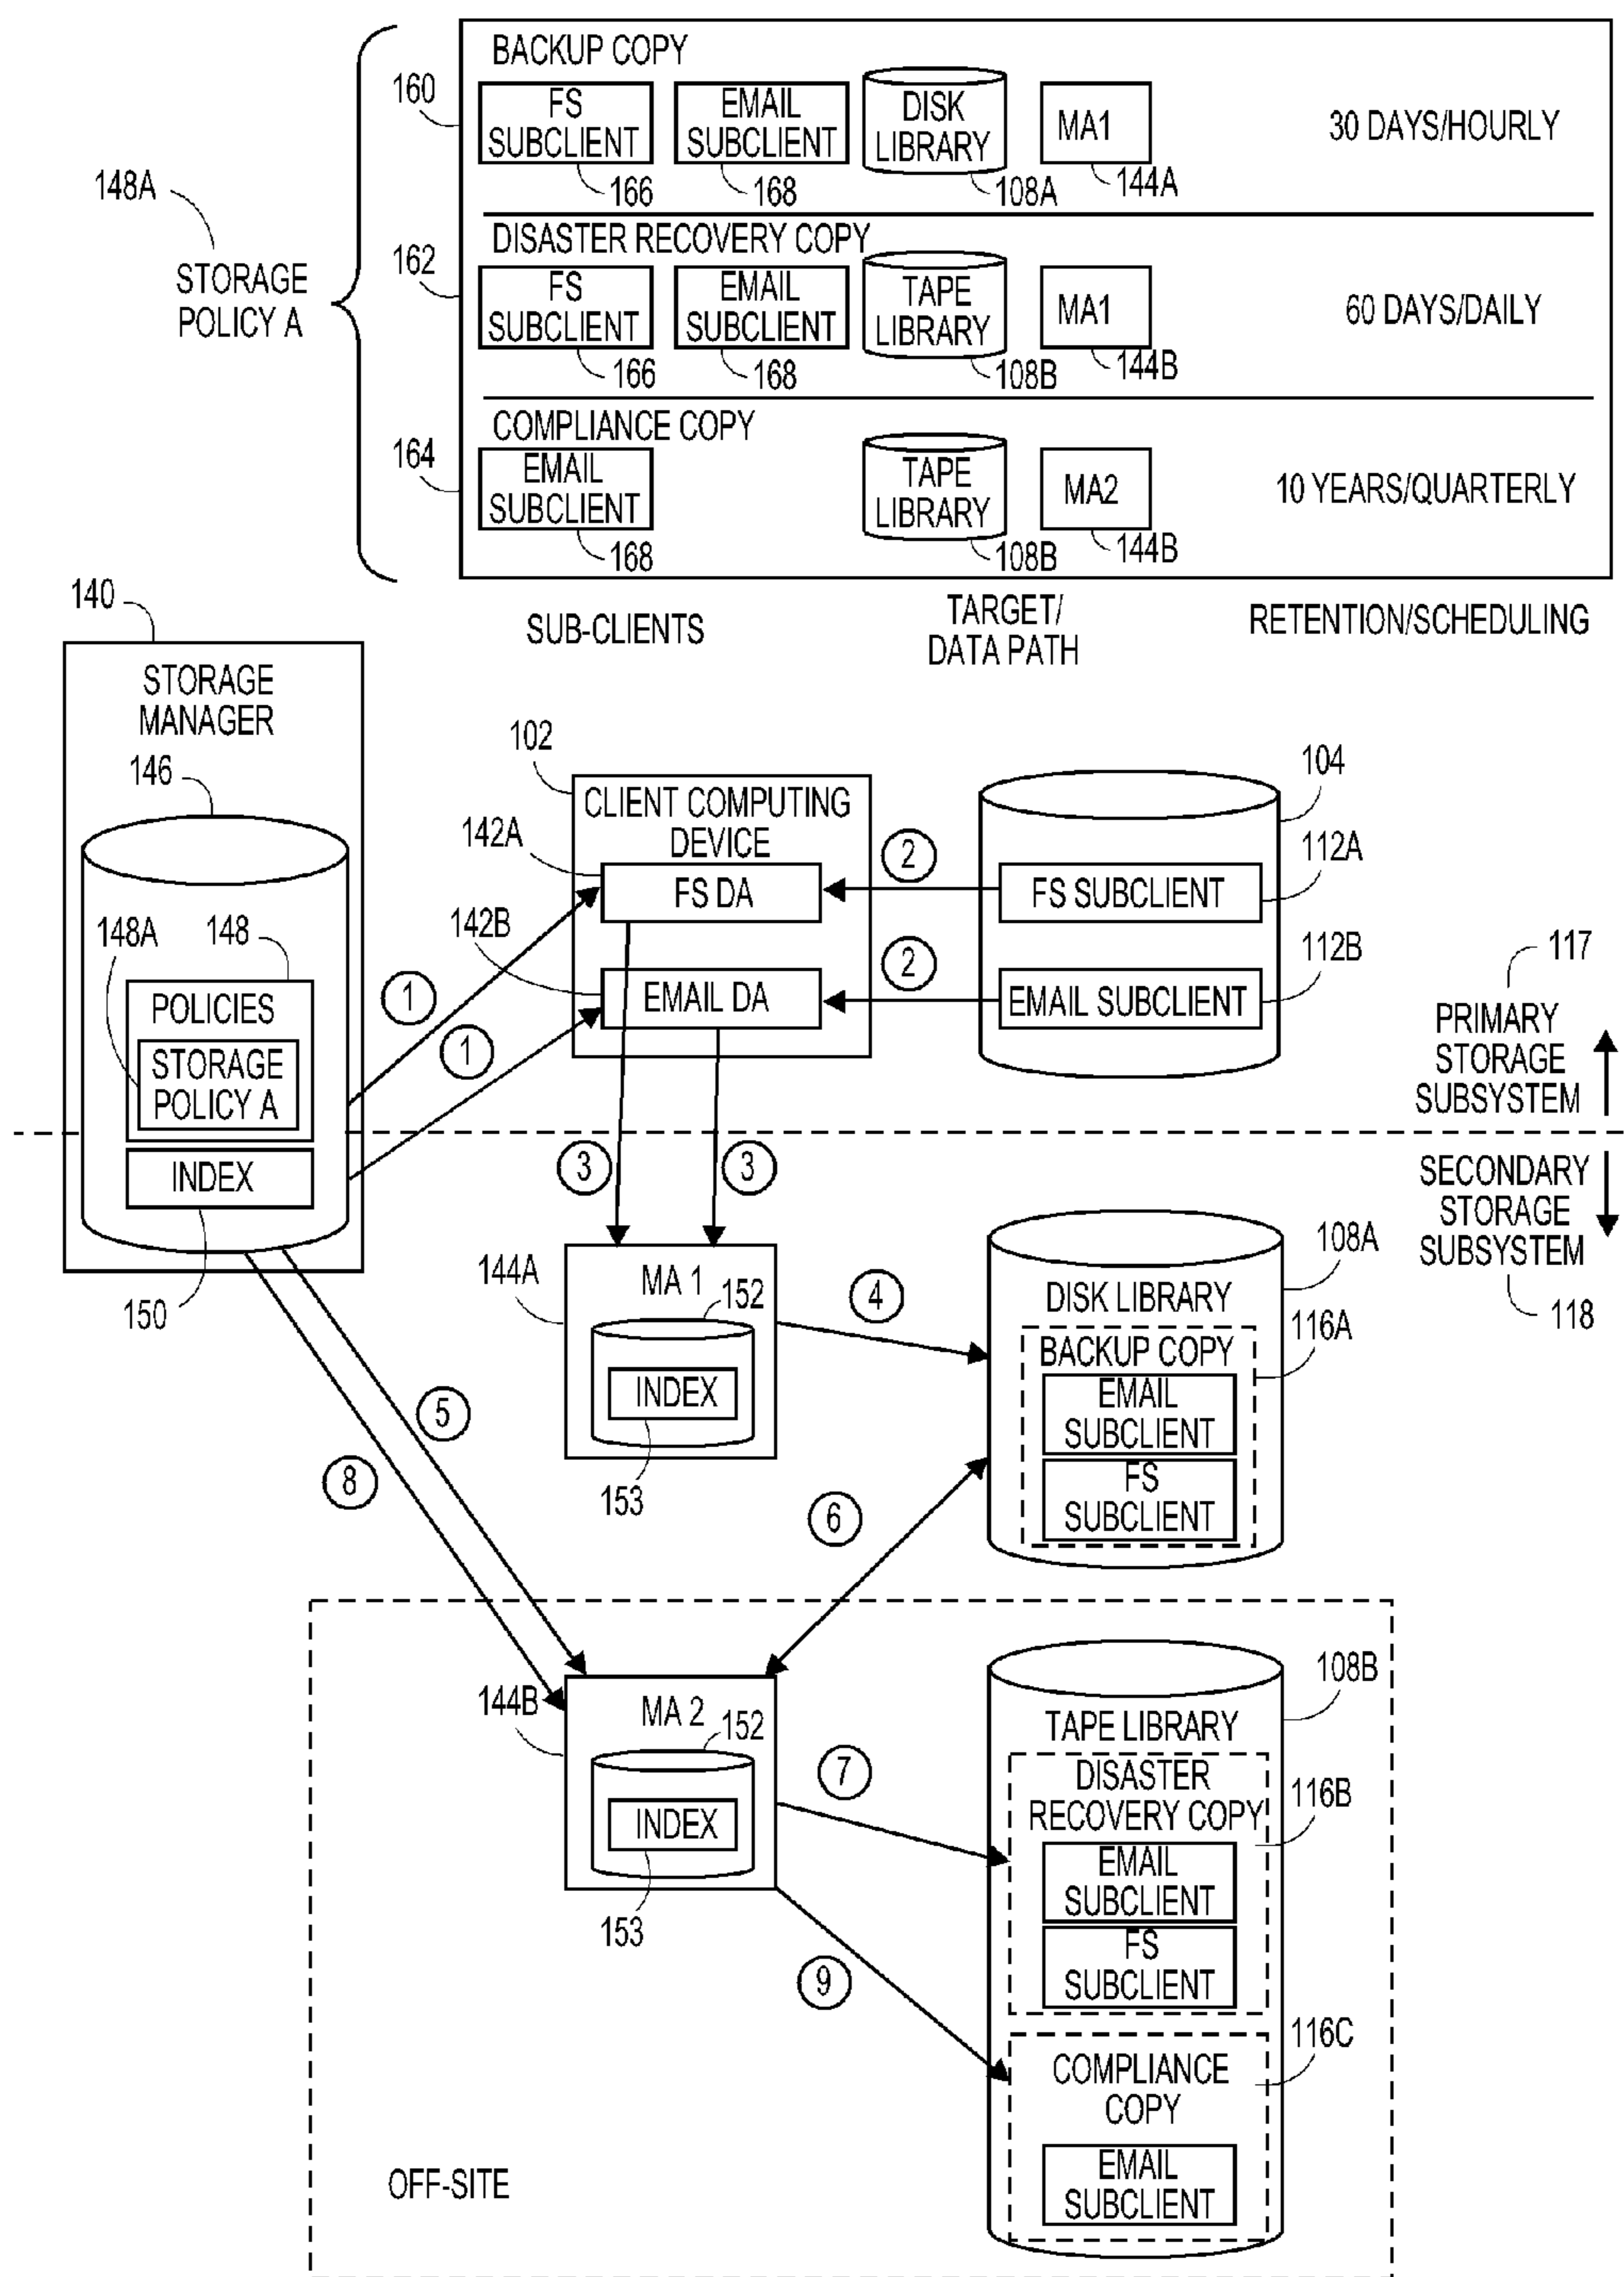 BACKUP COPY
160
FS
SUBCLIENT
166
EMAIL
SUBCLIENT
168
DISK
LIBRARY
108A
MA1
144A
30 DAYS/HOURLY
148A
STORAGE
POLICY A
DISASTER RECOVERY COPY
162
FS
SUBCLIENT
166
EMAIL
SUBCLIENT
168
TAPE
LIBRARY
108B
MA1
144B
60 DAYS/DAILY
COMPLIANCE COPY
164
EMAIL
SUBCLIENT
168
TAPE
LIBRARY
108B
MA2
144B
10 YEARS/QUARTERLY
SUB-CLIENTS
TARGET/
DATA PATH
RETENTION/SCHEDULING
140
STORAGE
MANAGER
146
148A
148
POLICIES
STORAGE
POLICY A
INDEX
150
102
CLIENT COMPUTING
DEVICE
142A
FS DA
142B
EMAIL DA
1
1
2
2
104
112A
FS SUBCLIENT
112B
EMAIL SUBCLIENT
117
PRIMARY
STORAGE
SUBSYSTEM
SECONDARY
STORAGE
SUBSYSTEM
118
3
3
144A
MA 1
152
INDEX
153
4
108A
DISK LIBRARY
116A
BACKUP COPY
EMAIL
SUBCLIENT
FS
SUBCLIENT
5
8
6
144B
MA 2
152
INDEX
153
7
9
108B
TAPE LIBRARY
DISASTER
RECOVERY COPY
116B
EMAIL
SUBCLIENT
FS
SUBCLIENT
116C
COMPLIANCE
COPY
EMAIL
SUBCLIENT
OFF-SITE